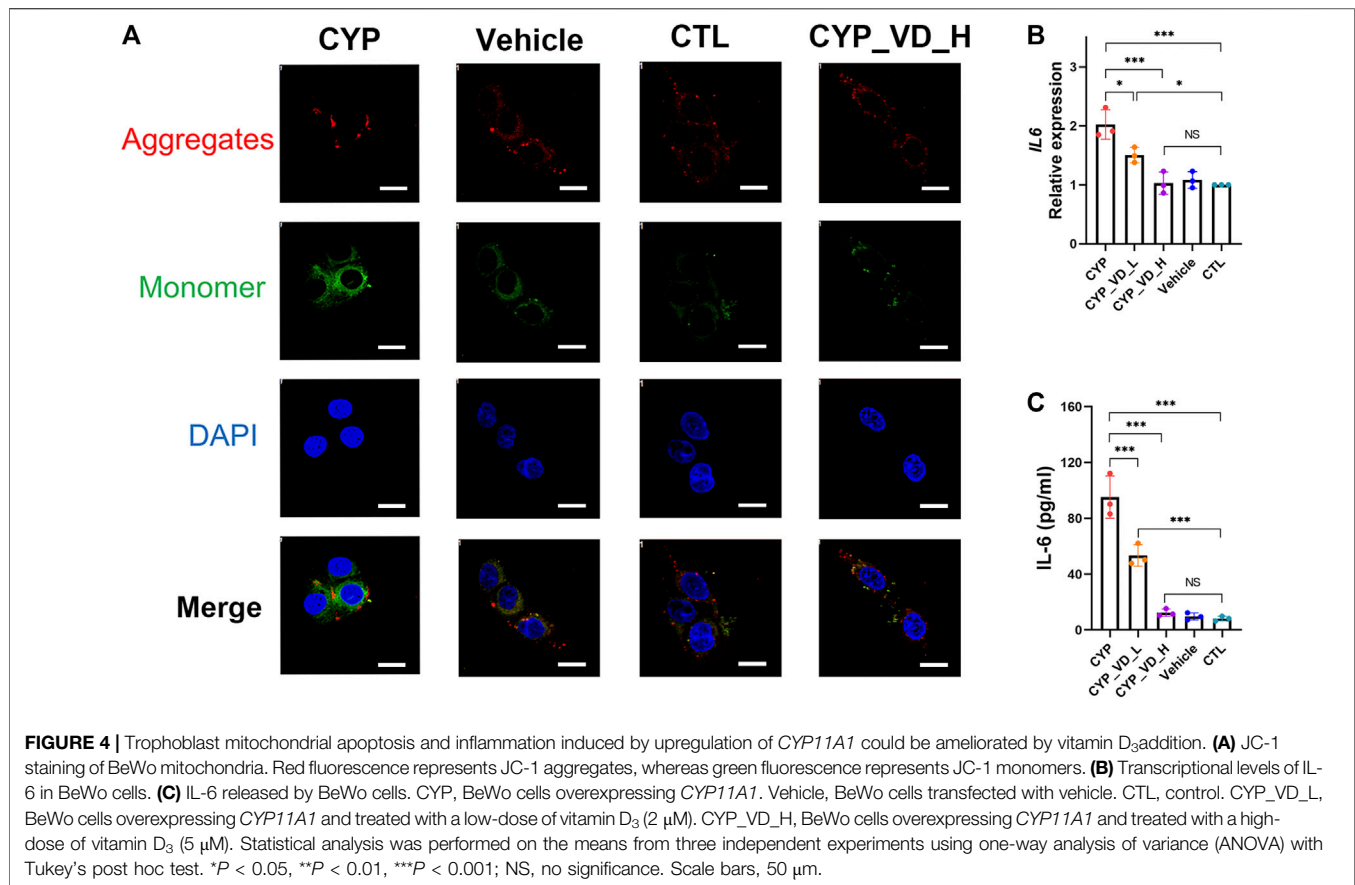 A
CYP
Vehicle
CTL
CYP_VD_H
Aggregates
Monomer
DAPI
Merge
B
***
***
*
*
NS
3
2
1
0
IL6
Relative expression
CYP
CYP_VD_L
CYP_VD_H
Vehicle
CTL
C
***
***
***
***
NS
160
120
80
40
0
IL-6 (pg/ml)
CYP
CYP_VD_L
CYP_VD_H
Vehicle
CTL
FIGURE 4 | Trophoblast mitochondrial apoptosis and inflammation induced by upregulation of CYP11A1 could be ameliorated by vitamin D₃addition. (A) JC-1
staining of BeWo mitochondria. Red fluorescence represents JC-1 aggregates, whereas green fluorescence represents JC-1 monomers. (B) Transcriptional levels of IL-
6 in BeWo cells. (C) IL-6 released by BeWo cells. CYP, BeWo cells overexpressing CYP11A1. Vehicle, BeWo cells transfected with vehicle. CTL, control. CYP_VD_L,
BeWo cells overexpressing CYP11A1 and treated with a low-dose of vitamin D₃ (2 μM). CYP_VD_H, BeWo cells overexpressing CYP11A1 and treated with a high-
dose of vitamin D₃ (5 μM). Statistical analysis was performed on the means from three independent experiments using one-way analysis of variance (ANOVA) with
Tukey's post hoc test. *P < 0.05, **P < 0.01, ***P < 0.001; NS, no significance. Scale bars, 50 μm.